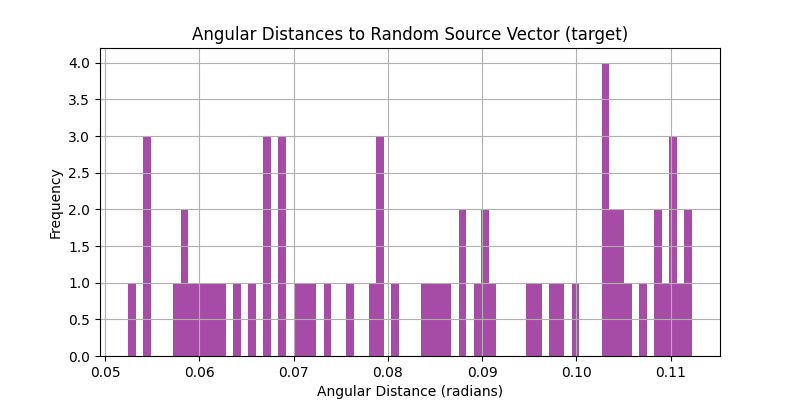 Angular Distances to Random Source Vector (target)
4.0
3.5
3.0
2.5
2.0
1.5
1.0
0.5
0.0
Frequency
0.05 0.06 0.07 0.08 0.09 0.10 0.11
Angular Distance (radians)